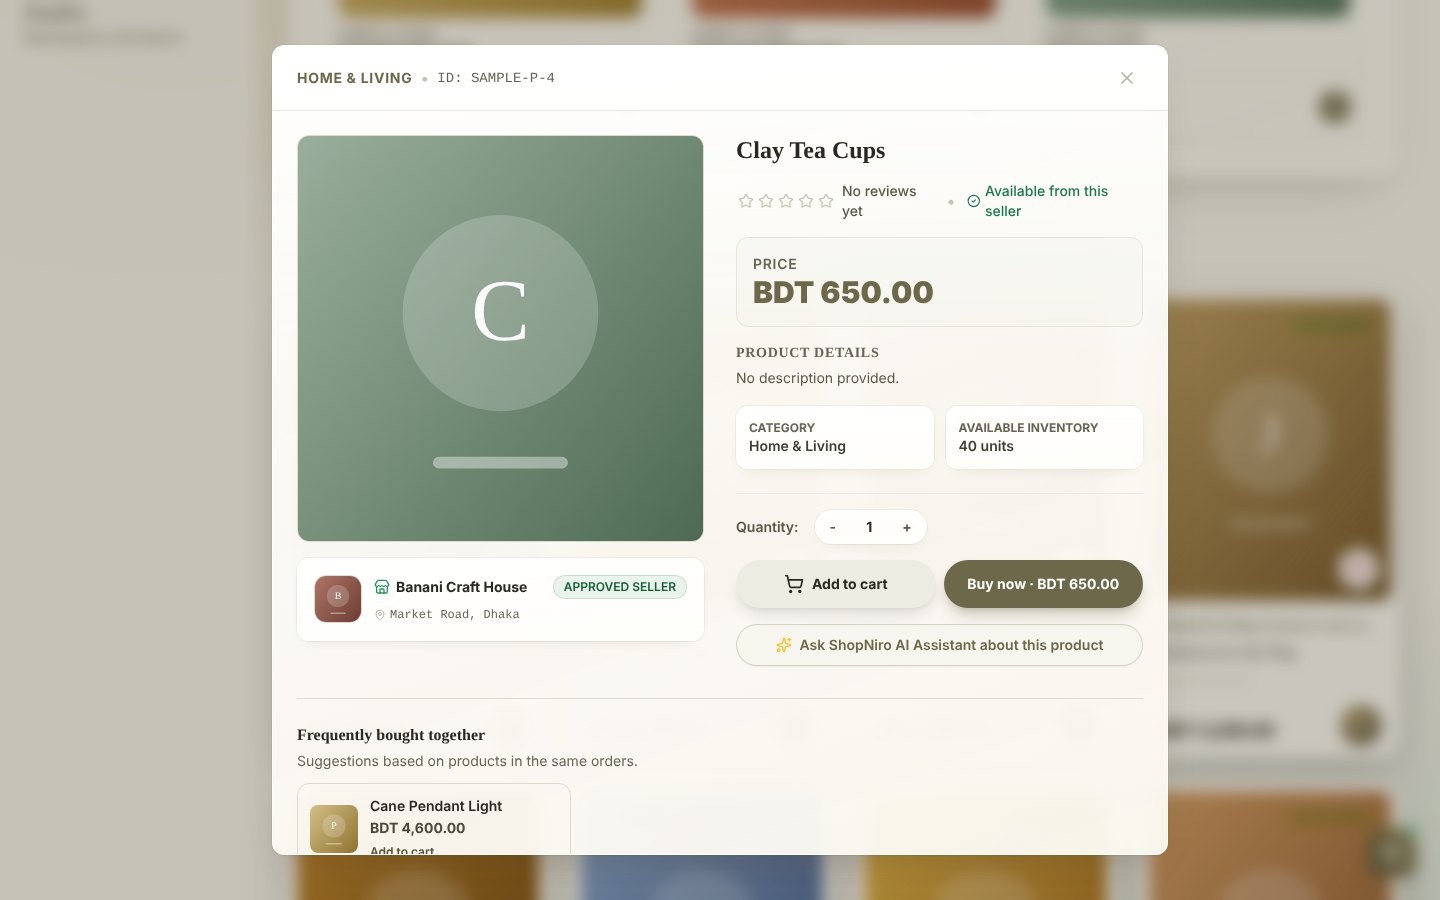 HOME & LIVING • ID: SAMPLE-P-4
C
Clay Tea Cups
No reviews yet
• Available from this seller
PRICE
BDT 650.00
PRODUCT DETAILS
No description provided.
CATEGORY
Home & Living
AVAILABLE INVENTORY
40 units
Quantity: - 1 +
Add to cart
Buy now · BDT 650.00
Ask ShopNiro AI Assistant about this product
B
Banani Craft House
APPROVED SELLER
Market Road, Dhaka
Frequently bought together
Suggestions based on products in the same orders.
P
Cane Pendant Light
BDT 4,600.00
Add to cart